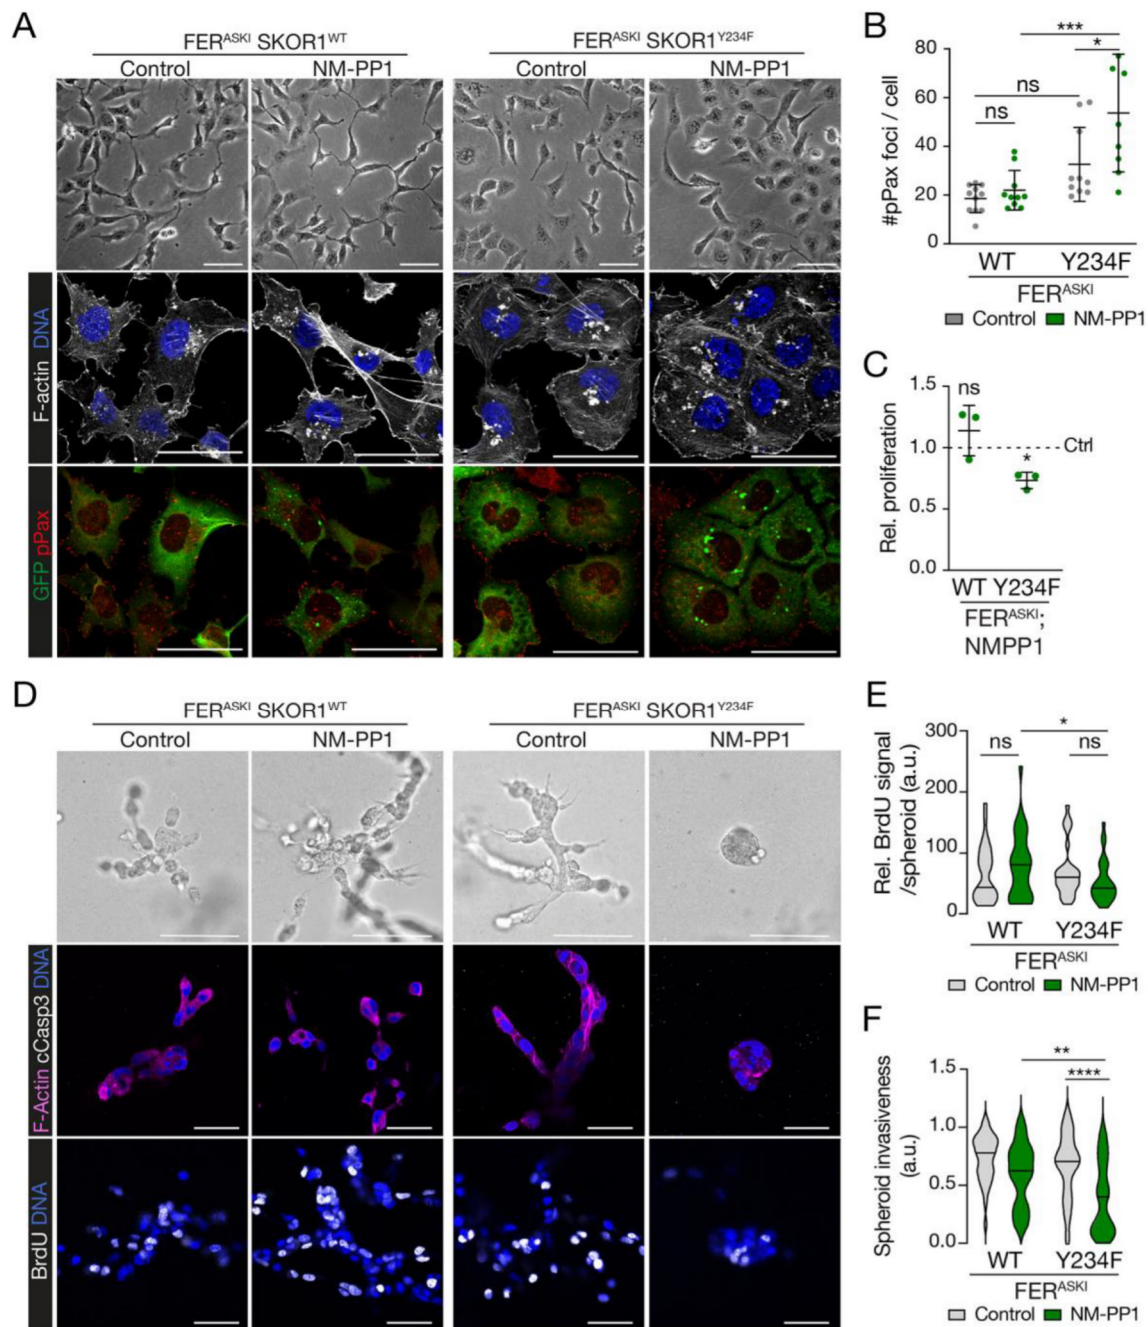 A
FER^ASKI SKOR1^WT
FER^ASKI SKOR1^Y234F
Control
NM-PP1
Control
NM-PP1
F-actin DNA
GFP pPax
B
#pPax foci / cell
80
60
40
20
0
ns
ns
***
*
WT
Y234F
FER^ASKI
Control
NM-PP1
C
Rel. proliferation
1.5
1.0
0.5
0.0
ns
*
Ctrl
WT Y234F
FER^ASKI;
NMPP1
D
FER^ASKI SKOR1^WT
FER^ASKI SKOR1^Y234F
Control
NM-PP1
Control
NM-PP1
F-Actin cCasp3 DNA
BrdU DNA
E
Rel. BrdU signal
/spheroid (a.u.)
300
200
100
0
ns
*
ns
WT
Y234F
FER^ASKI
Control
NM-PP1
F
Spheroid invasiveness
(a.u.)
1.5
1.0
0.5
0.0
**
****
WT
Y234F
FER^ASKI
Control
NM-PP1